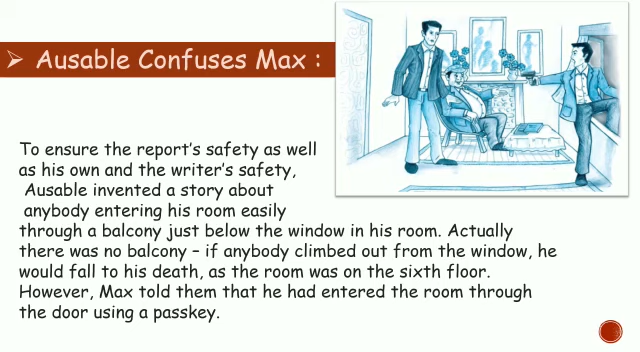 Ausable Confuses Max :
To ensure the report's safety as well
as his own and the writer's safety,
Ausable invented a story about
anybody entering his room easily
through a balcony just below the window in his room. Actually
there was no balcony – if anybody climbed out from the window, he
would fall to his death, as the room was on the sixth floor.
However, Max told them that he had entered the room through
the door using a passkey.